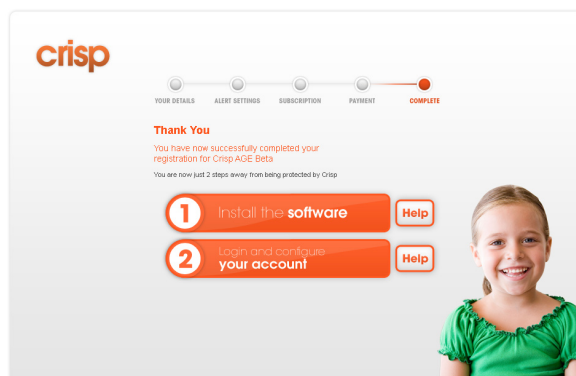 crisp
YOUR DETAILS
ALERT SETTINGS
SUBSCRIPTION
PAYMENT
COMPLETE
Thank You
You have now successfully completed your
registration for Crisp AGE Beta
You are now just 2 steps away from being protected by Crisp
1 Install the software Help
2 Login and configure
your account Help